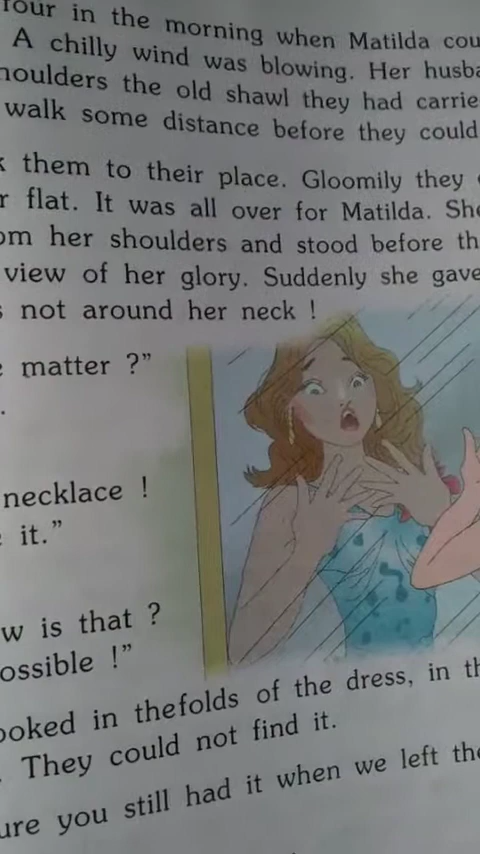 four in the morning when Matilda cou
A chilly wind was blowing. Her husba
houlders the old shawl they had carrie
walk some distance before they could
k them to their place. Gloomily they
r flat. It was all over for Matilda. She
om her shoulders and stood before th
view of her glory. Suddenly she gave
s not around her neck !
e matter ?”
.
necklace !
e it.”
w is that ?
ossible !”
ooked in thefolds of the dress, in th
. They could not find it.
ure you still had it when we left the